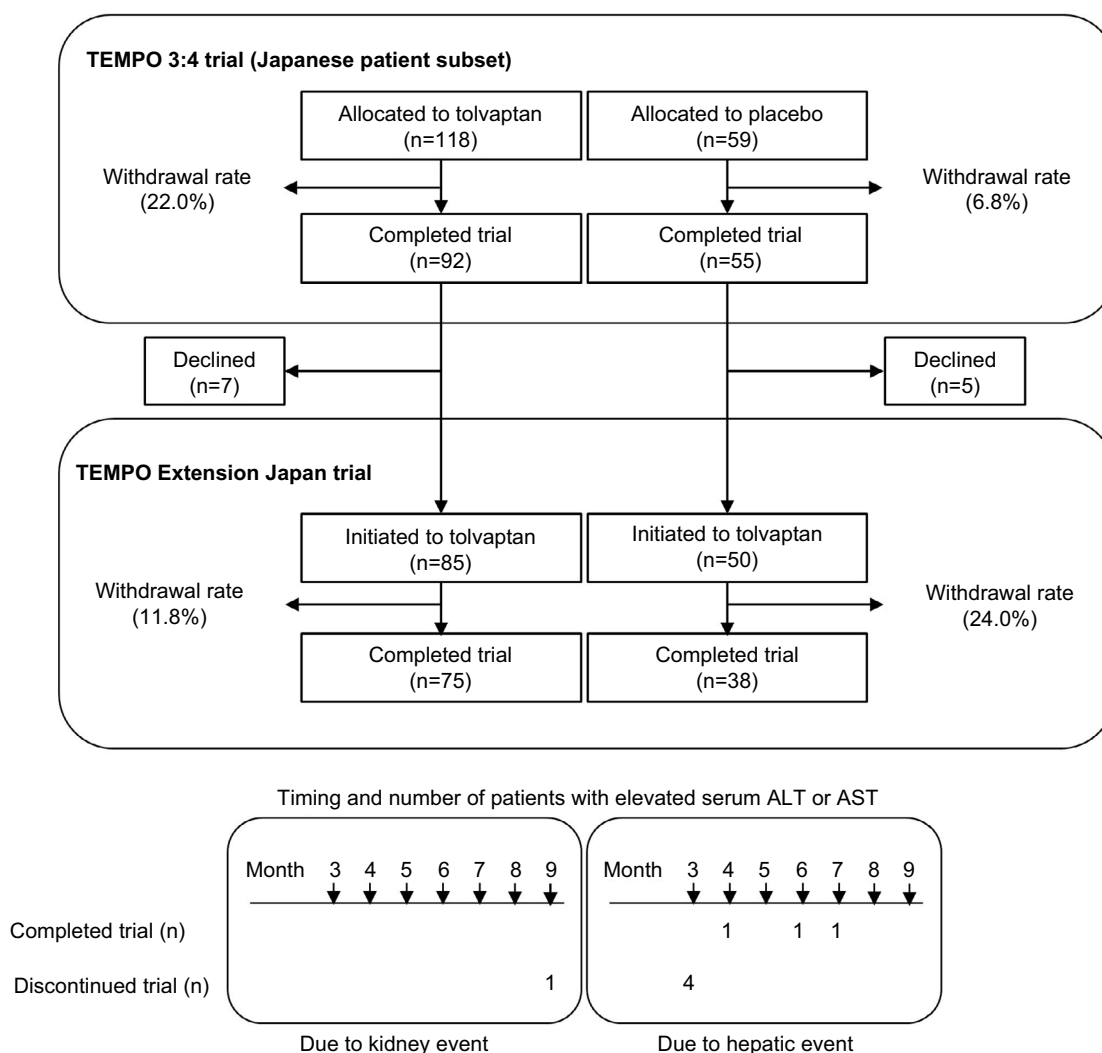 TEMPO 3:4 trial (Japanese patient subset)
Allocated to tolvaptan
(n=118)
Allocated to placebo
(n=59)
Withdrawal rate
(22.0%)
Withdrawal rate
(6.8%)
Completed trial
(n=92)
Completed trial
(n=55)
Declined
(n=7)
Declined
(n=5)
TEMPO Extension Japan trial
Initiated to tolvaptan
(n=85)
Initiated to tolvaptan
(n=50)
Withdrawal rate
(11.8%)
Withdrawal rate
(24.0%)
Completed trial
(n=75)
Completed trial
(n=38)
Timing and number of patients with elevated serum ALT or AST
Month 3 4 5 6 7 8 9
Month 3 4 5 6 7 8 9
Completed trial (n) 1 1 1
Discontinued trial (n) 1 4
Due to kidney event
Due to hepatic event